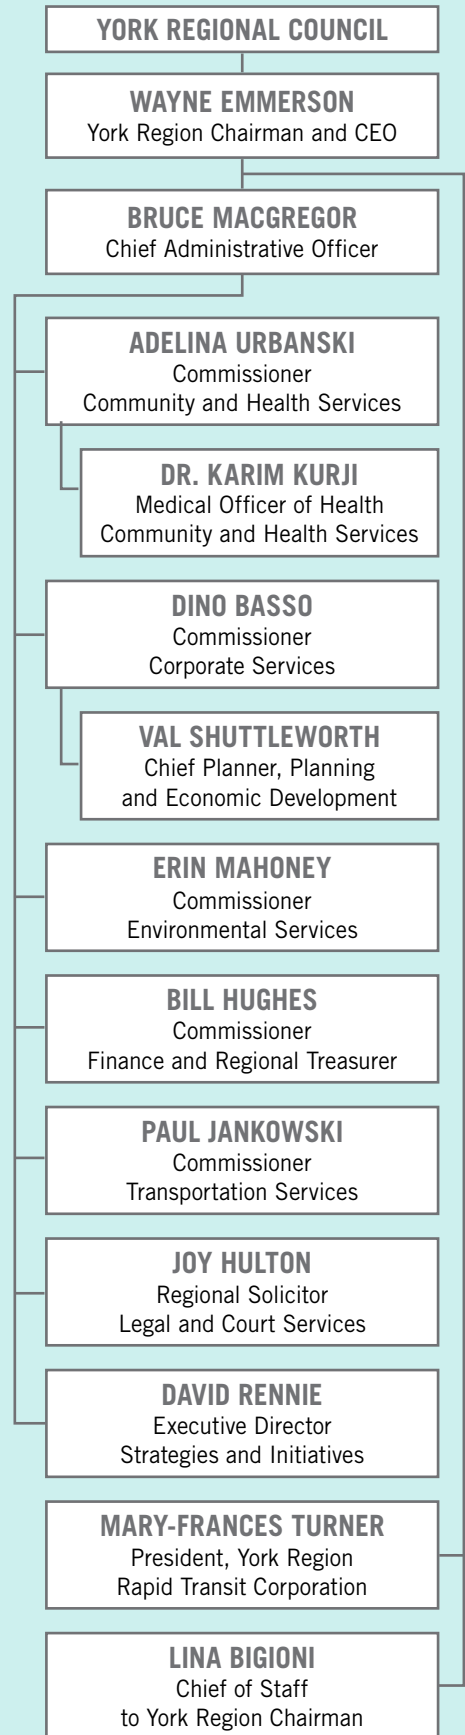 YORK REGIONAL COUNCIL
WAYNE EMMERSON
York Region Chairman and CEO
BRUCE MACGREGOR
Chief Administrative Officer
ADELINA URBANSKI
Commissioner
Community and Health Services
DR. KARIM KURJI
Medical Officer of Health
Community and Health Services
DINO BASSO
Commissioner
Corporate Services
VAL SHUTTLEWORTH
Chief Planner, Planning
and Economic Development
ERIN MAHONEY
Commissioner
Environmental Services
BILL HUGHES
Commissioner
Finance and Regional Treasurer
PAUL JANKOWSKI
Commissioner
Transportation Services
JOY HULTON
Regional Solicitor
Legal and Court Services
DAVID RENNIE
Executive Director
Strategies and Initiatives
MARY-FRANCES TURNER
President, York Region
Rapid Transit Corporation
LINA BIGIONI
Chief of Staff
to York Region Chairman